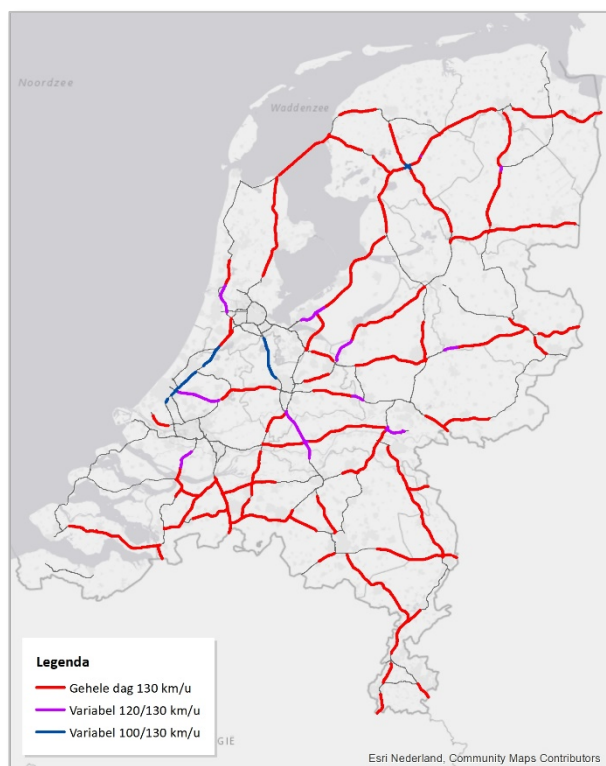 Noordzee
Waddenzee
Legenda
Gehele dag 130 km/u
Variabel 120/130 km/u
Variabel 100/130 km/u
GIE
Esri Nederland, Community Maps Contributors